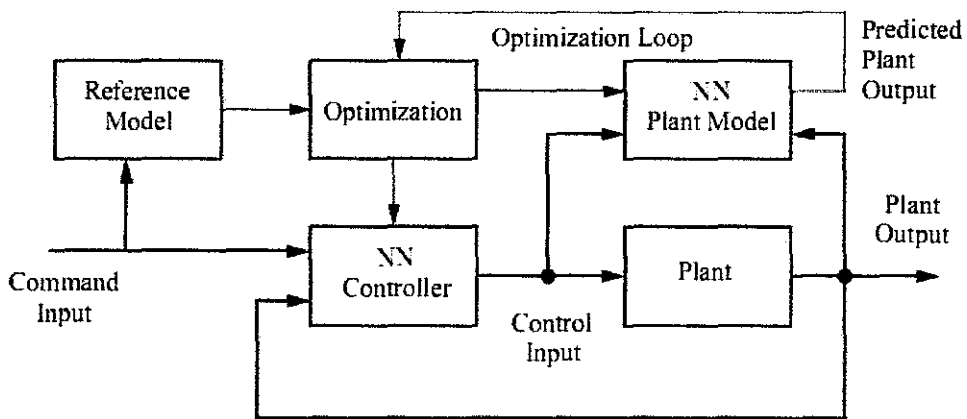 Optimization Loop
Predicted
Plant
Output
Reference
Model
Optimization
NN
Plant Model
Plant
Output
Command
Input
NN
Controller
Control
Input
Plant